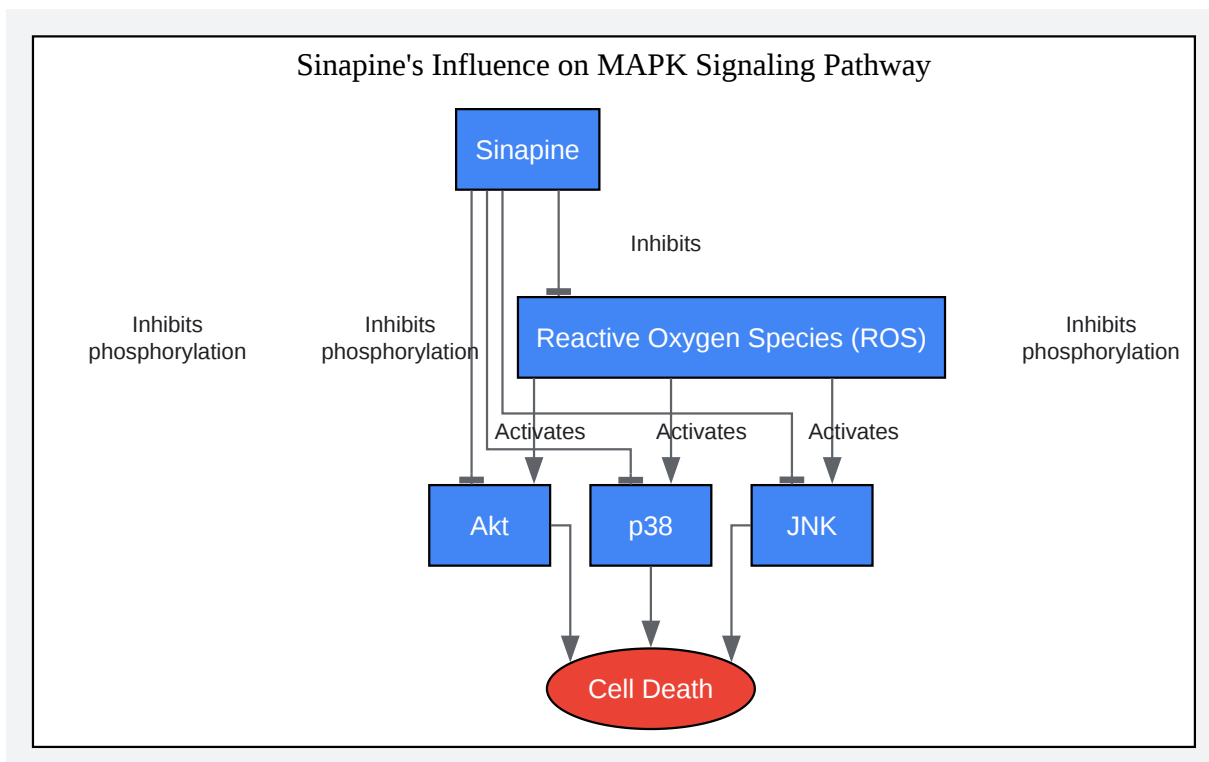 Sinapine's Influence on MAPK Signaling Pathway
Sinapine
Inhibits
Inhibits
phosphorylation
Inhibits
phosphorylation
Reactive Oxygen Species (ROS)
Inhibits
phosphorylation
Activates
Activates
Activates
Akt
p38
JNK
Cell Death